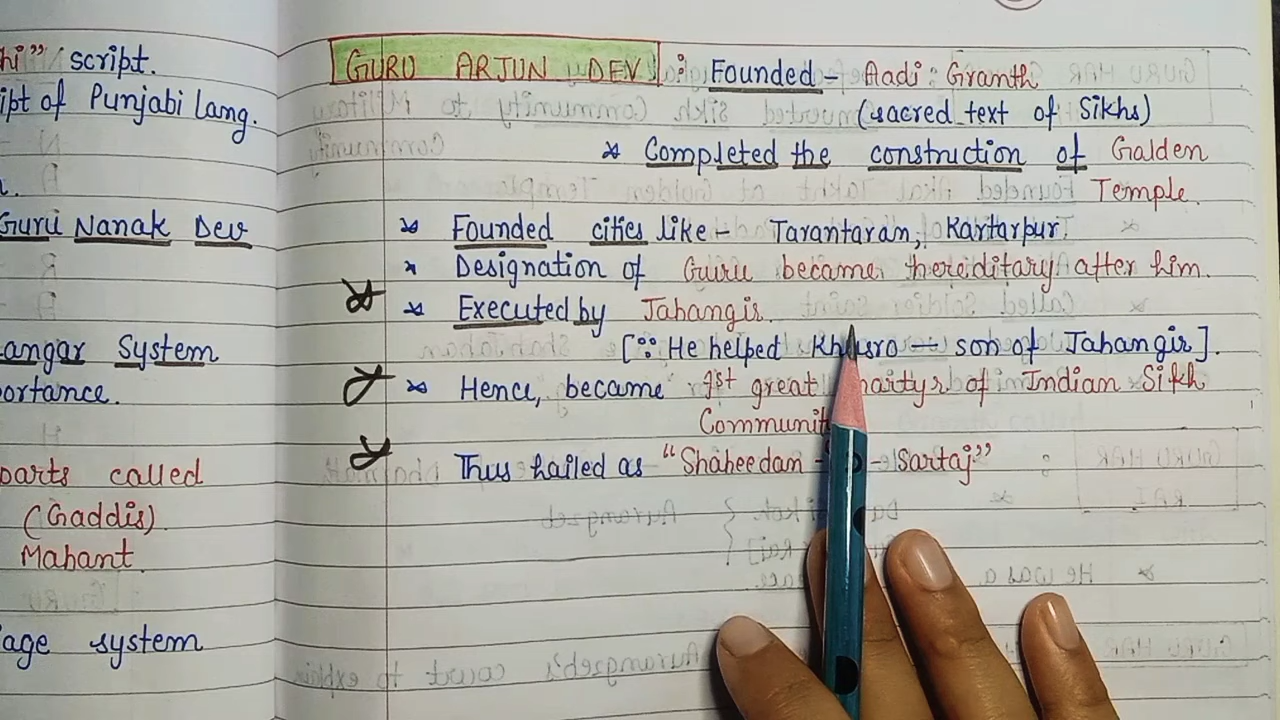 hi" script.
ipt of Punjabi Lang.
Guru Nanak Dev
angar System
ortance.
parts called
(Gaddis)
Mahant
age system
GURU ARJUN DEV : Founded - Aadi Granth
(sacred text of Sikhs)
* Completed the construction of Golden
Temple.
* Founded cities like - Tarantaran, Kartarpur
* Designation of Guru became hereditary after him.
* Executed by Jahangir.
[∵ He helped Khusro - son of Jahangir].
* Hence, became 1st great martyr of Indian Sikh
Communit
* Thus hailed as "Shaheedan - - Sartaj"